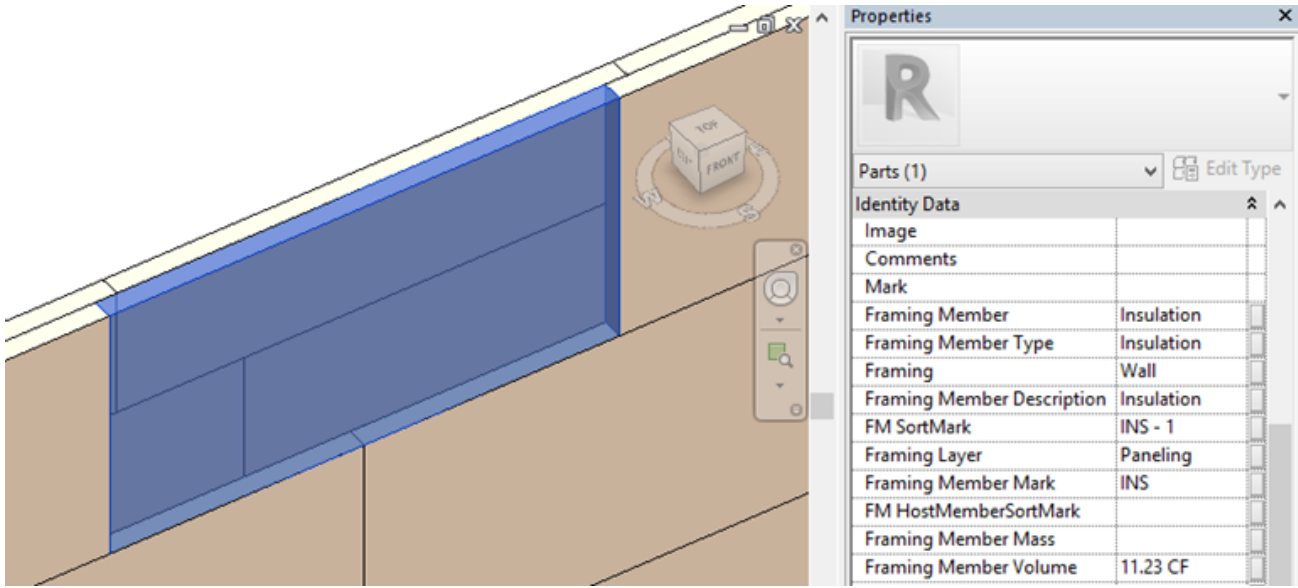 Properties
R
Parts (1)
Edit Type
Identity Data
Image
Comments
Mark
Framing Member Insulation
Framing Member Type Insulation
Framing Wall
Framing Member Description Insulation
FM SortMark INS - 1
Framing Layer Paneling
Framing Member Mark INS
FM HostMemberSortMark
Framing Member Mass
Framing Member Volume 11.23 CF
TOP
FRONT
W
S